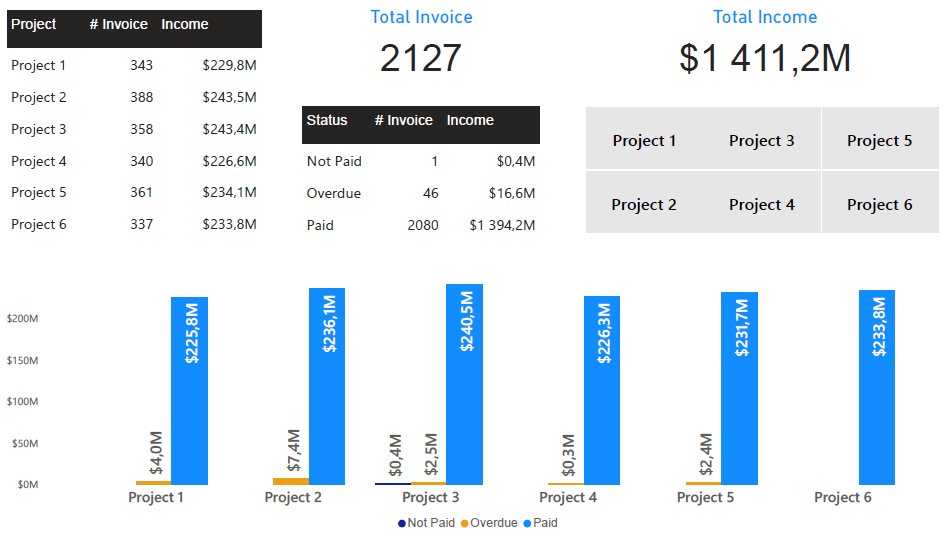 Project # Invoice Income
Project 1 343 $229,8M
Project 2 388 $243,5M
Project 3 358 $243,4M
Project 4 340 $226,6M
Project 5 361 $234,1M
Project 6 337 $233,8M
Total Invoice
2127
Total Income
$1 411,2M
Status # Invoice Income
Not Paid 1 $0,4M
Overdue 46 $16,6M
Paid 2080 $1 394,2M
Project 1 Project 3 Project 5
Project 2 Project 4 Project 6
$200M
$150M
$100M
$50M
$0M
$4,0M $225,8M
$7,4M $236,1M
$0,4M $2,5M $240,5M
$0,3M $226,3M
$2,4M $231,7M
$233,8M
Project 1 Project 2 Project 3 Project 4 Project 5 Project 6
Not Paid Overdue Paid